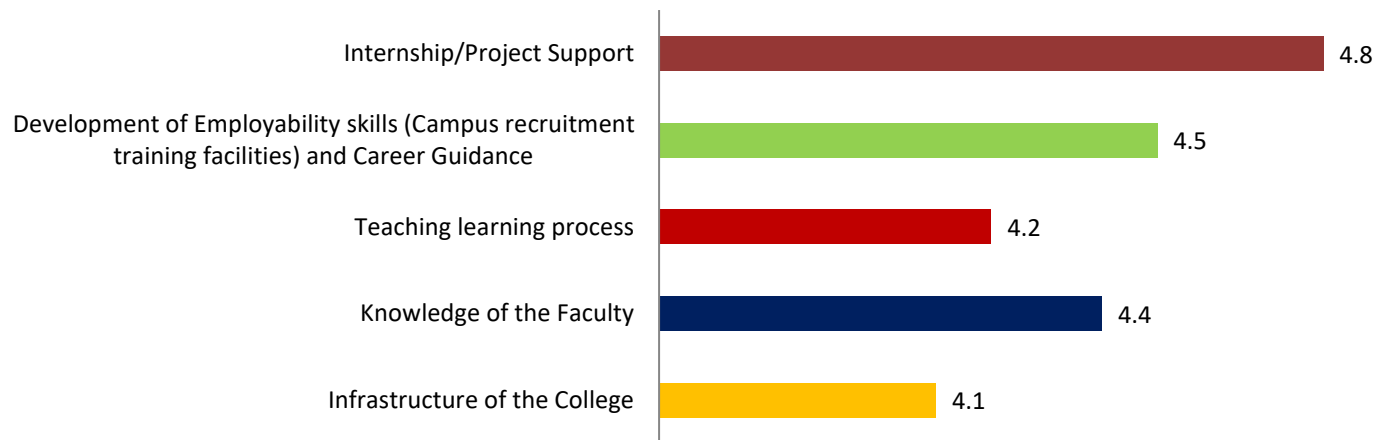 Internship/Project Support
4.8
Development of Employability skills (Campus recruitment
training facilities) and Career Guidance
4.5
Teaching learning process
4.2
Knowledge of the Faculty
4.4
Infrastructure of the College
4.1